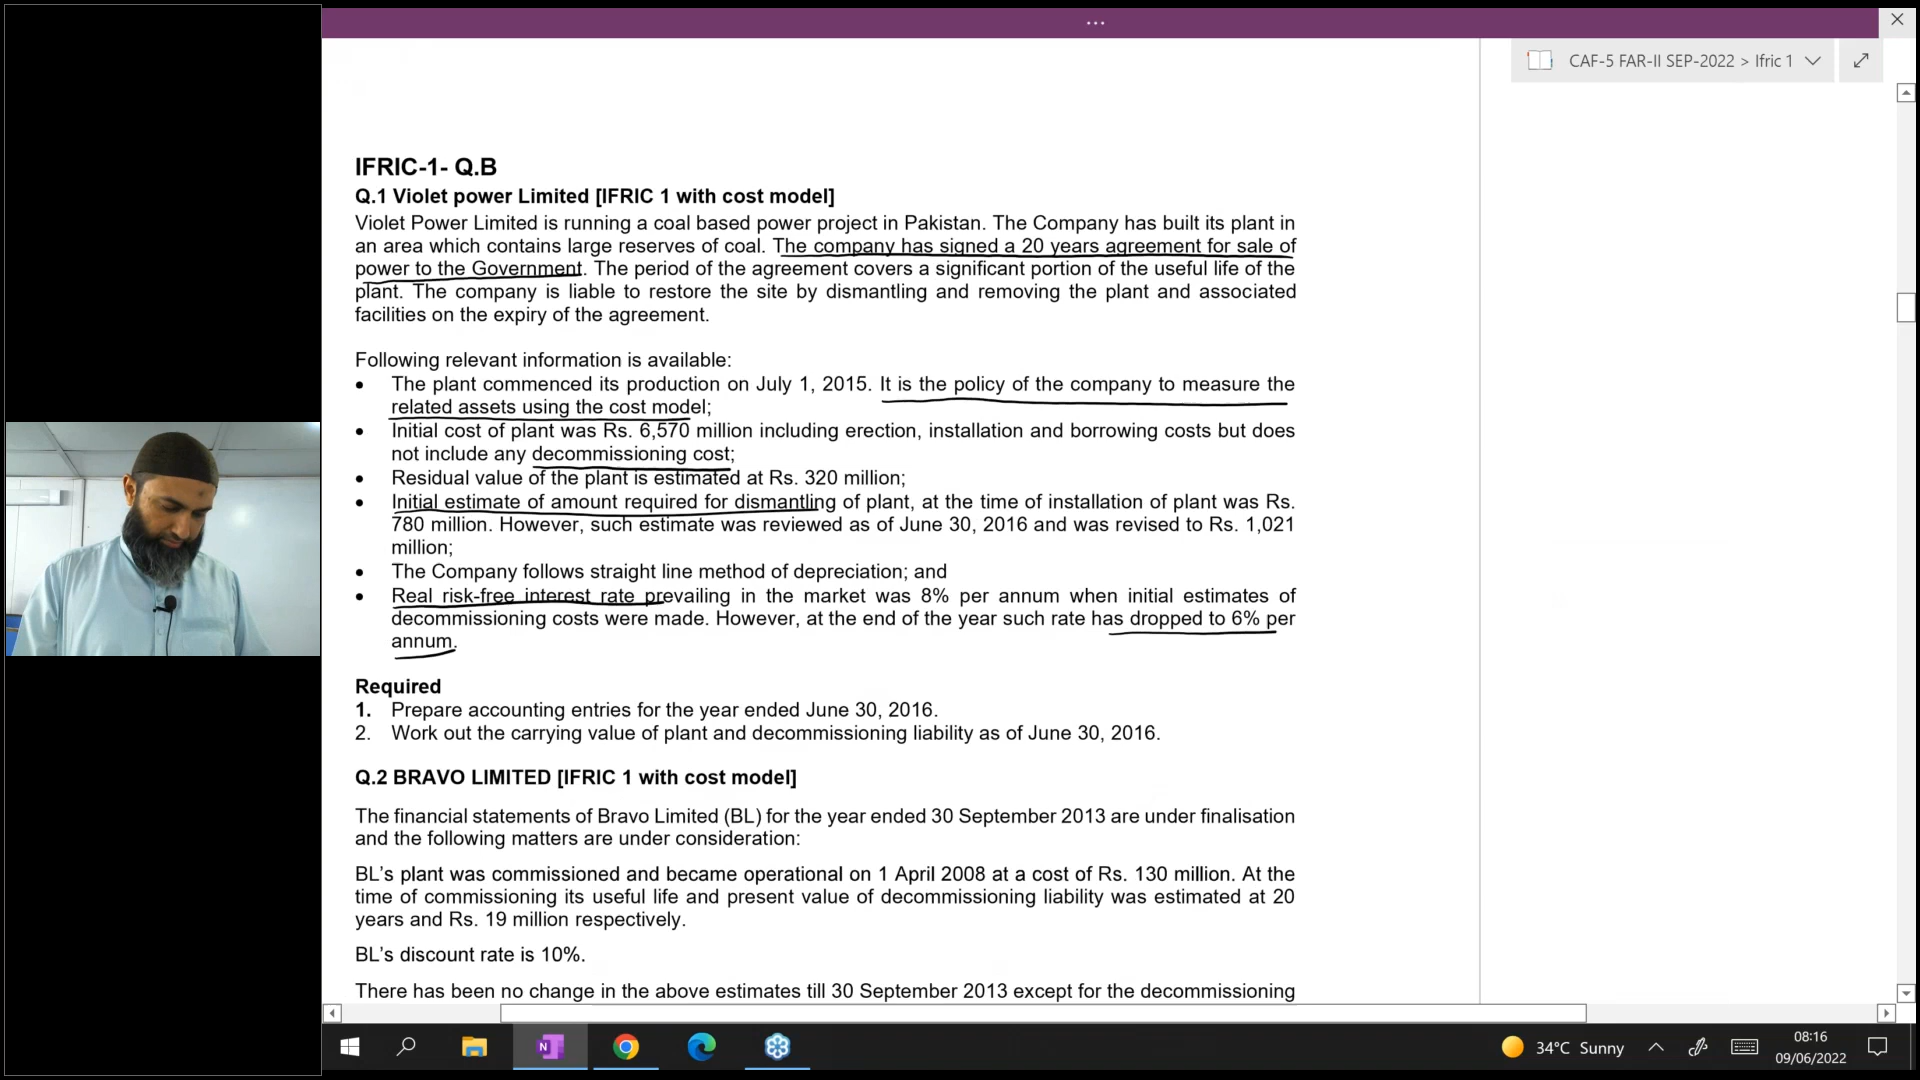 ...
CAF-5 FAR-II SEP-2022 > Ifric 1
IFRIC-1- Q.B
Q.1 Violet power Limited [IFRIC 1 with cost model]
Violet Power Limited is running a coal based power project in Pakistan. The Company has built its plant in
an area which contains large reserves of coal. The company has signed a 20 years agreement for sale of
power to the Government. The period of the agreement covers a significant portion of the useful life of the
plant. The company is liable to restore the site by dismantling and removing the plant and associated
facilities on the expiry of the agreement.
Following relevant information is available:
• The plant commenced its production on July 1, 2015. It is the policy of the company to measure the
related assets using the cost model;
• Initial cost of plant was Rs. 6,570 million including erection, installation and borrowing costs but does
not include any decommissioning cost;
• Residual value of the plant is estimated at Rs. 320 million;
• Initial estimate of amount required for dismantling of plant, at the time of installation of plant was Rs.
780 million. However, such estimate was reviewed as of June 30, 2016 and was revised to Rs. 1,021
million;
• The Company follows straight line method of depreciation; and
• Real risk-free interest rate prevailing in the market was 8% per annum when initial estimates of
decommissioning costs were made. However, at the end of the year such rate has dropped to 6% per
annum.
Required
1. Prepare accounting entries for the year ended June 30, 2016.
2. Work out the carrying value of plant and decommissioning liability as of June 30, 2016.
Q.2 BRAVO LIMITED [IFRIC 1 with cost model]
The financial statements of Bravo Limited (BL) for the year ended 30 September 2013 are under finalisation
and the following matters are under consideration:
BL’s plant was commissioned and became operational on 1 April 2008 at a cost of Rs. 130 million. At the
time of commissioning its useful life and present value of decommissioning liability was estimated at 20
years and Rs. 19 million respectively.
BL’s discount rate is 10%.
There has been no change in the above estimates till 30 September 2013 except for the decommissioning
N
34°C Sunny
08:16
09/06/2022